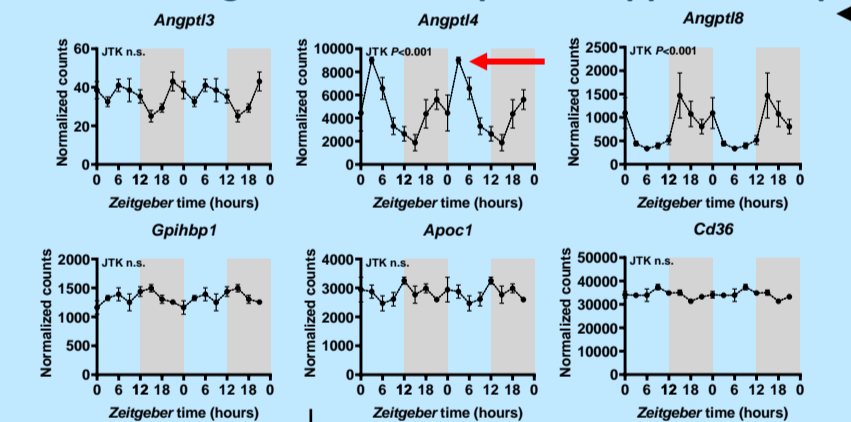 Angptl3
Normalized counts
60
40
20
0
JTK n.s.
0 6 12 18 0 6 12 18 0
Zeitgeber time (hours)
Angptl4
Normalized counts
10000
8000
6000
4000
2000
0
JTK P<0.001
0 6 12 18 0 6 12 18 0
Zeitgeber time (hours)
Angptl8
Normalized counts
2500
2000
1500
1000
500
0
JTK P<0.001
0 6 12 18 0 6 12 18 0
Zeitgeber time (hours)
Gpihbp1
Normalized counts
2000
1500
1000
500
0
JTK n.s.
0 6 12 18 0 6 12 18 0
Zeitgeber time (hours)
Apoc1
Normalized counts
4000
3000
2000
1000
0
JTK n.s.
0 6 12 18 0 6 12 18 0
Zeitgeber time (hours)
Cd36
Normalized counts
50000
40000
30000
20000
10000
0
JTK n.s.
0 6 12 18 0 6 12 18 0
Zeitgeber time (hours)